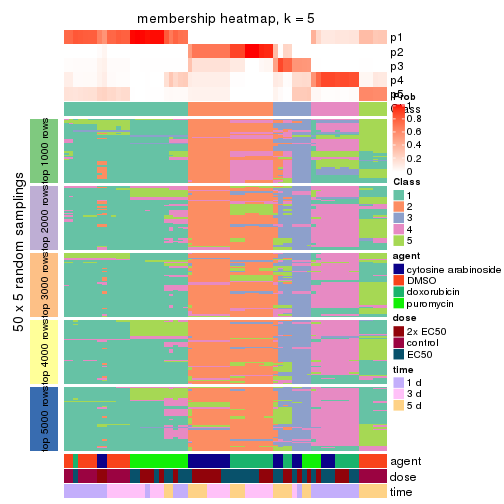 membership heatmap, k = 5
p1
p2
p3
p4
p5
Prob
1
0.8
0.6
0.4
0.2
0
Class
50 x 5 random samplings
top 1000 rows
top 2000 rows
top 3000 rows
top 4000 rows
top 5000 rows
Class
1
2
3
4
5
agent
cytosine arabinoside
DMSO
doxorubicin
puromycin
dose
2x EC50
control
EC50
time
1 d
3 d
5 d
agent
dose
time